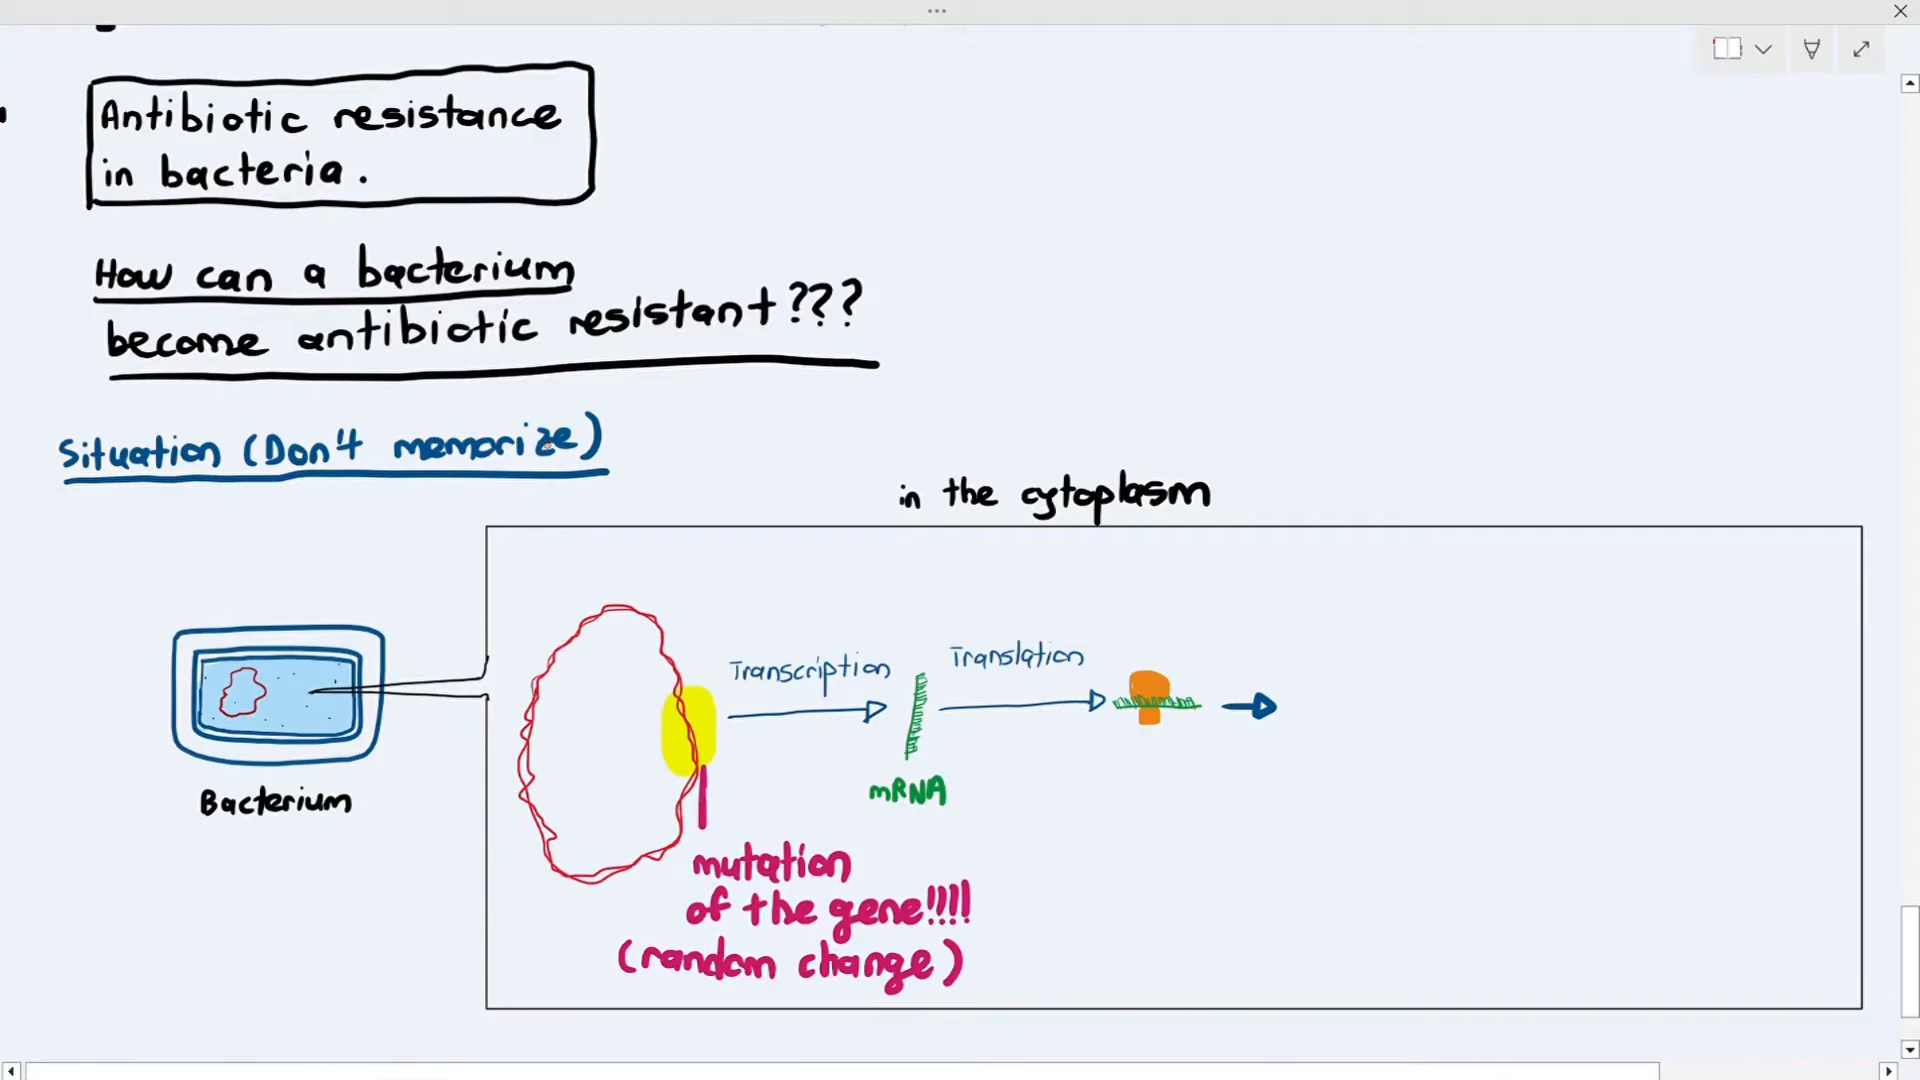 Antibiotic resistance
in bacteria.
How can a bacterium
become antibiotic resistant???
Situation (Don't memorize)
in the cytoplasm
Transcription
Translation
mRNA
Bacterium
mutation
of the gene!!!!
(random change)